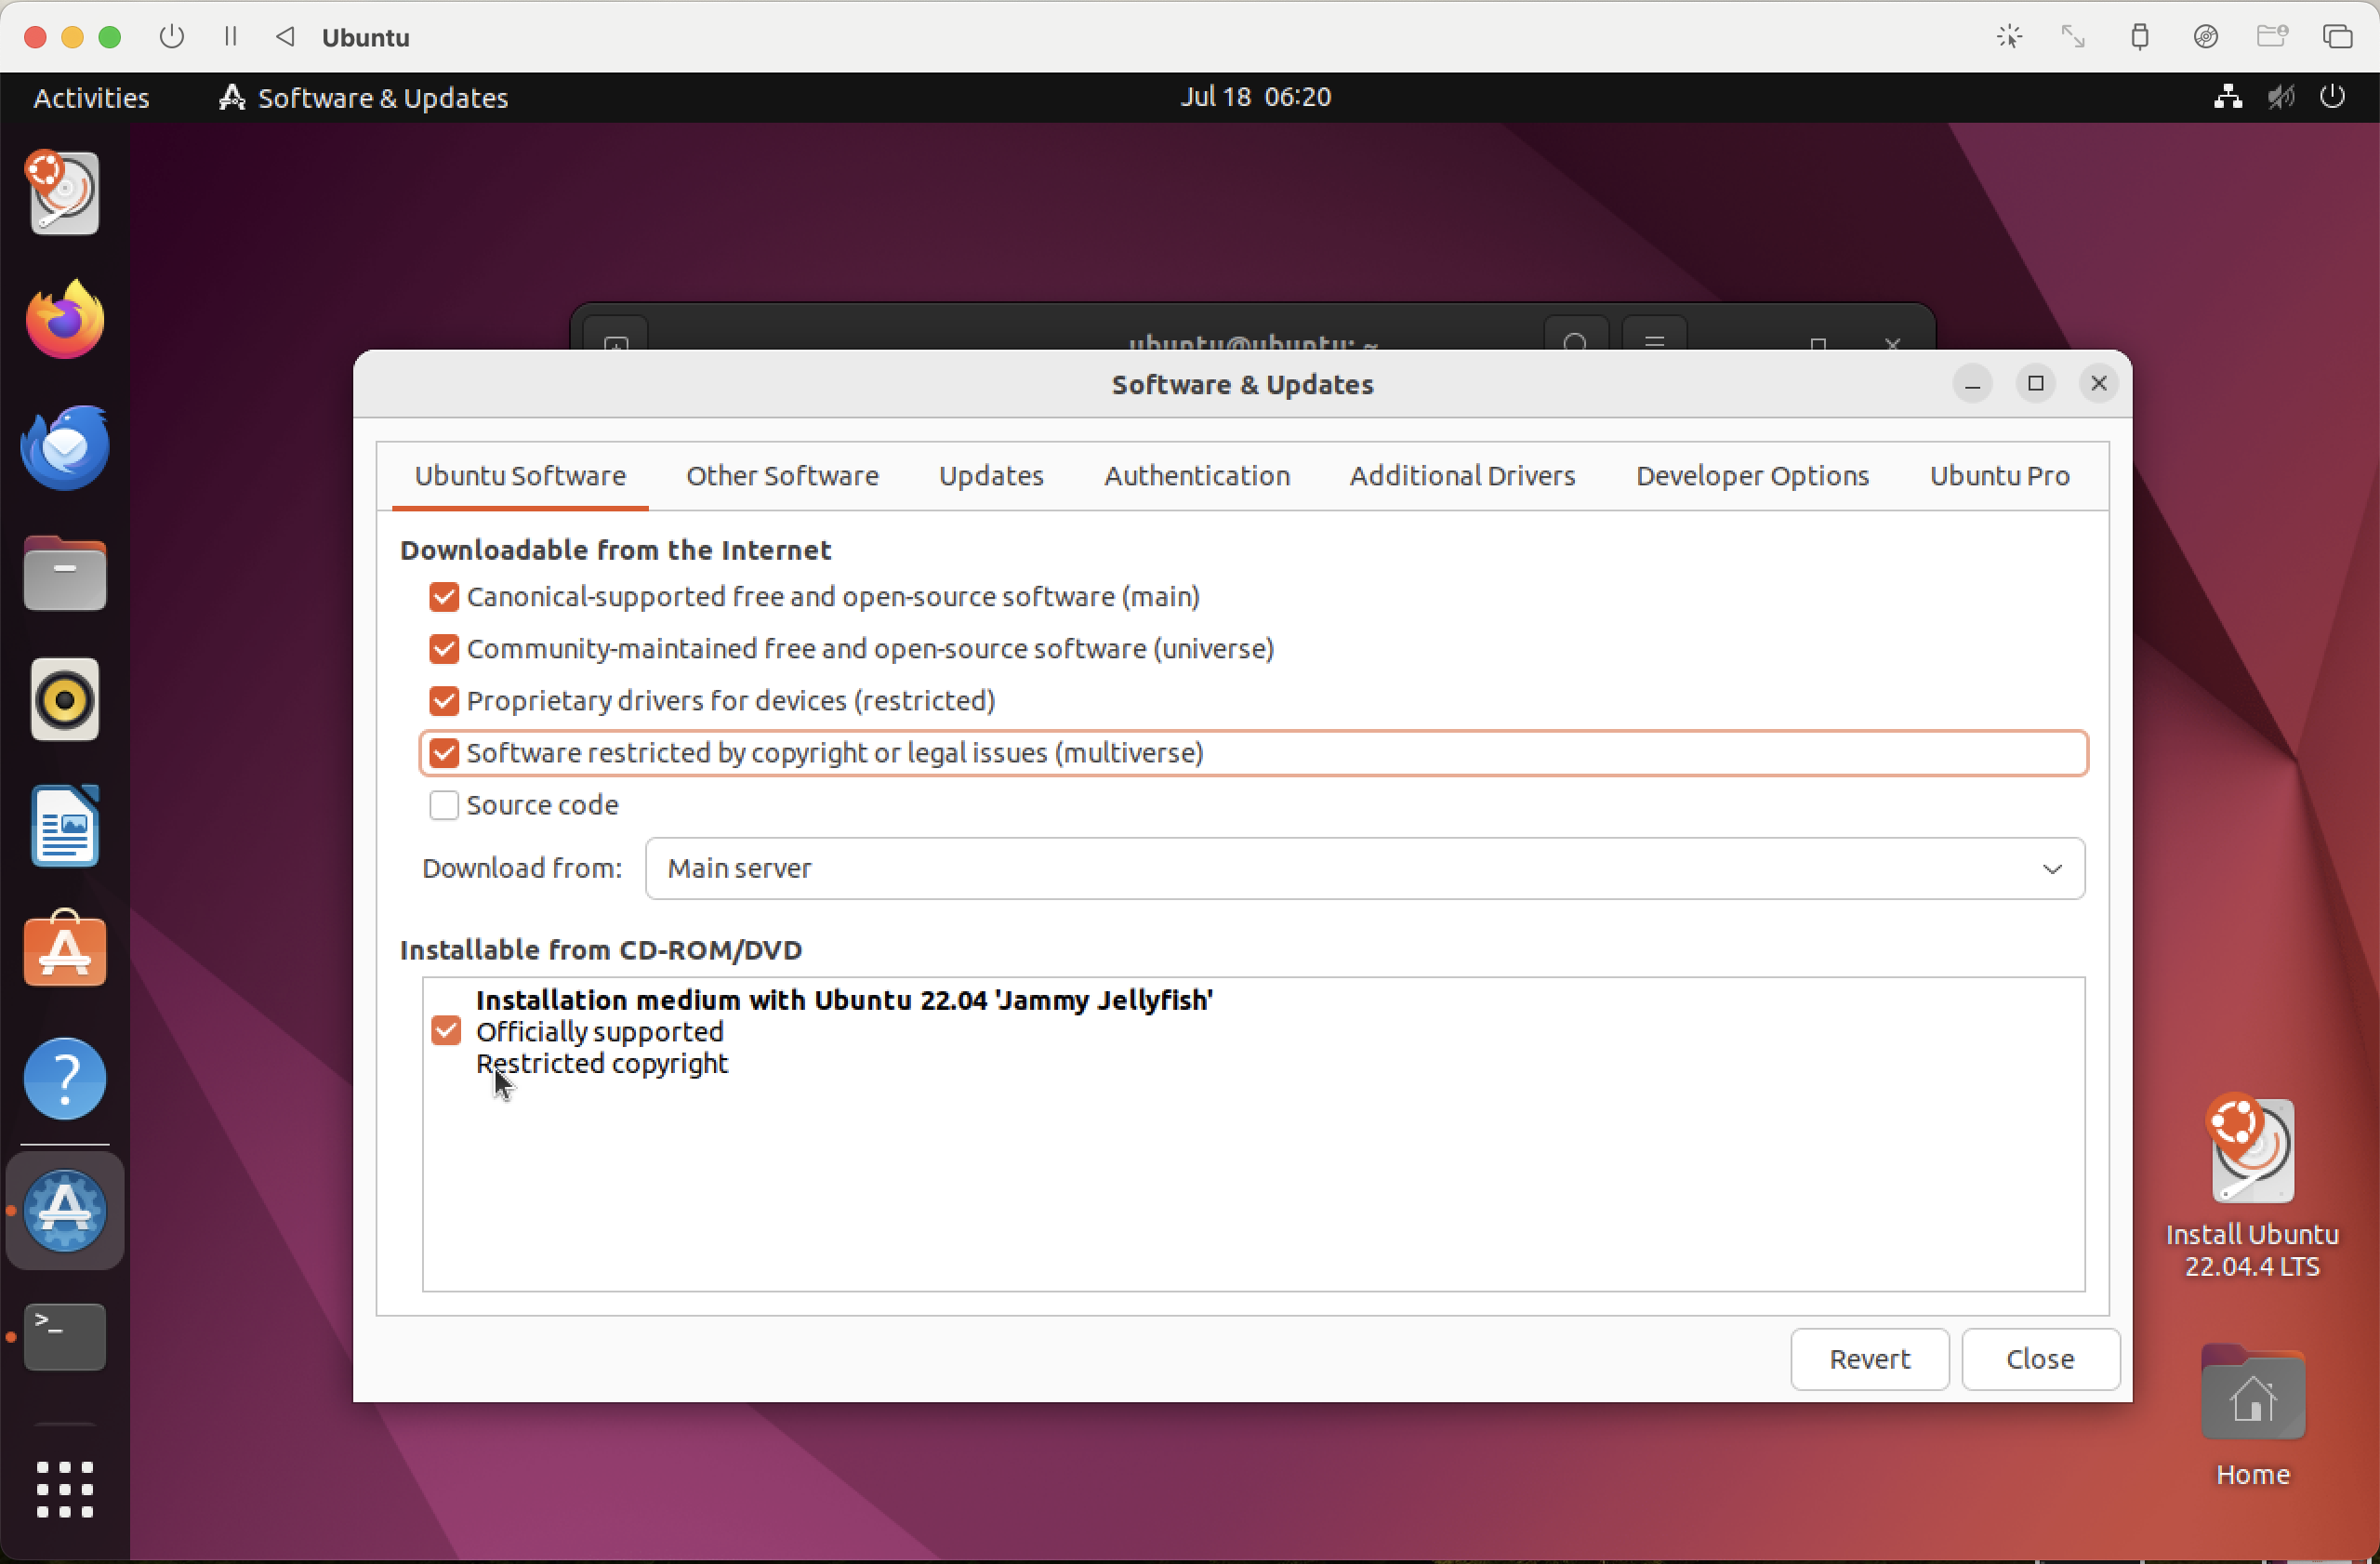 Ubuntu
Activities
Software & Updates
Jul 18 06:20
ubuntu@ubuntu: ~
Software & Updates
Ubuntu Software
Other Software
Updates
Authentication
Additional Drivers
Developer Options
Ubuntu Pro
Downloadable from the Internet
Canonical-supported free and open-source software (main)
Community-maintained free and open-source software (universe)
Proprietary drivers for devices (restricted)
Software restricted by copyright or legal issues (multiverse)
Source code
Download from:
Main server
Installable from CD-ROM/DVD
Installation medium with Ubuntu 22.04 'Jammy Jellyfish'
Officially supported
Restricted copyright
Revert
Close
Install Ubuntu
22.04.4 LTS
Home